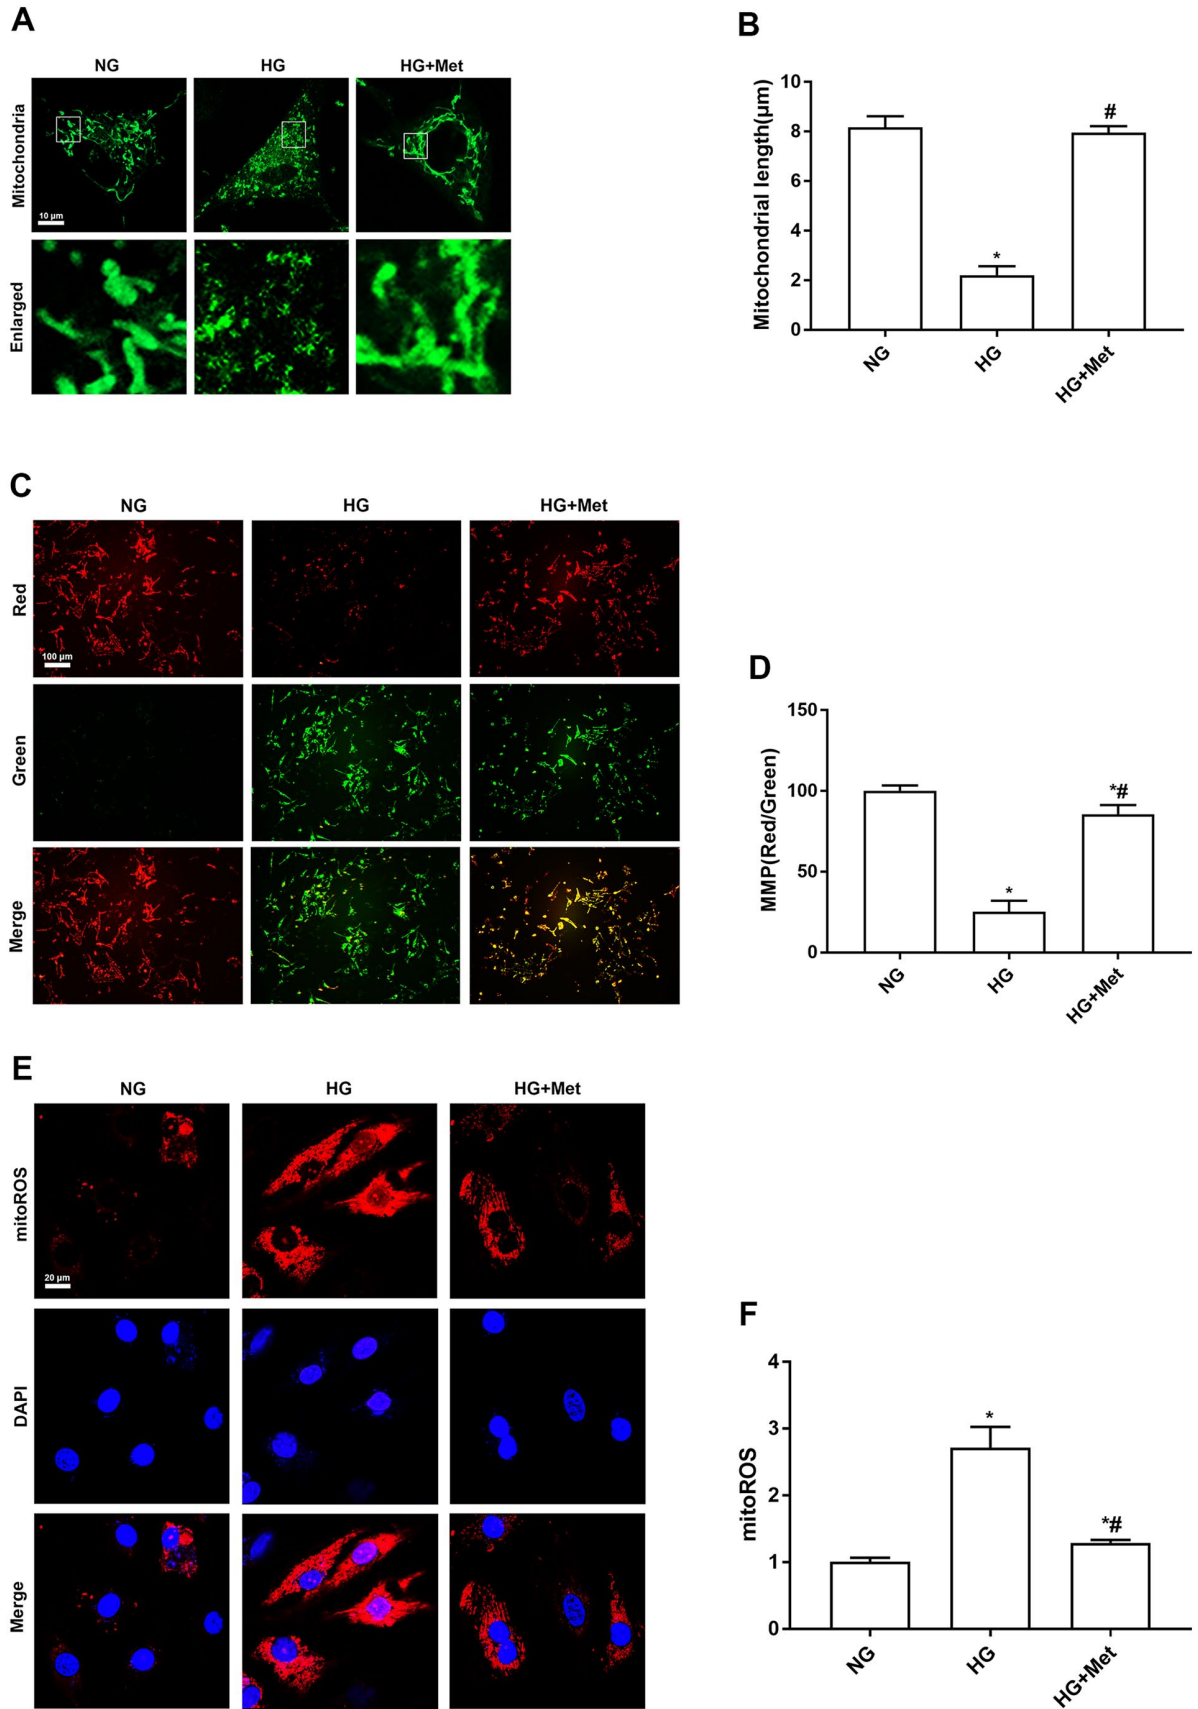 A
NG HG HG+Met
Mitochondria
10 µm
Enlarged
B
Mitochondrial length(µm)
10
8
6
4
2
0
#
*
NG HG HG+Met
C
NG HG HG+Met
Red
100 µm
Green
Merge
D
MMP(Red/Green)
150
100
50
0
*#
*
NG HG HG+Met
E
NG HG HG+Met
mitoROS
20 µm
DAPI
Merge
F
mitoROS
4
3
2
1
0
*
*#
NG HG HG+Met